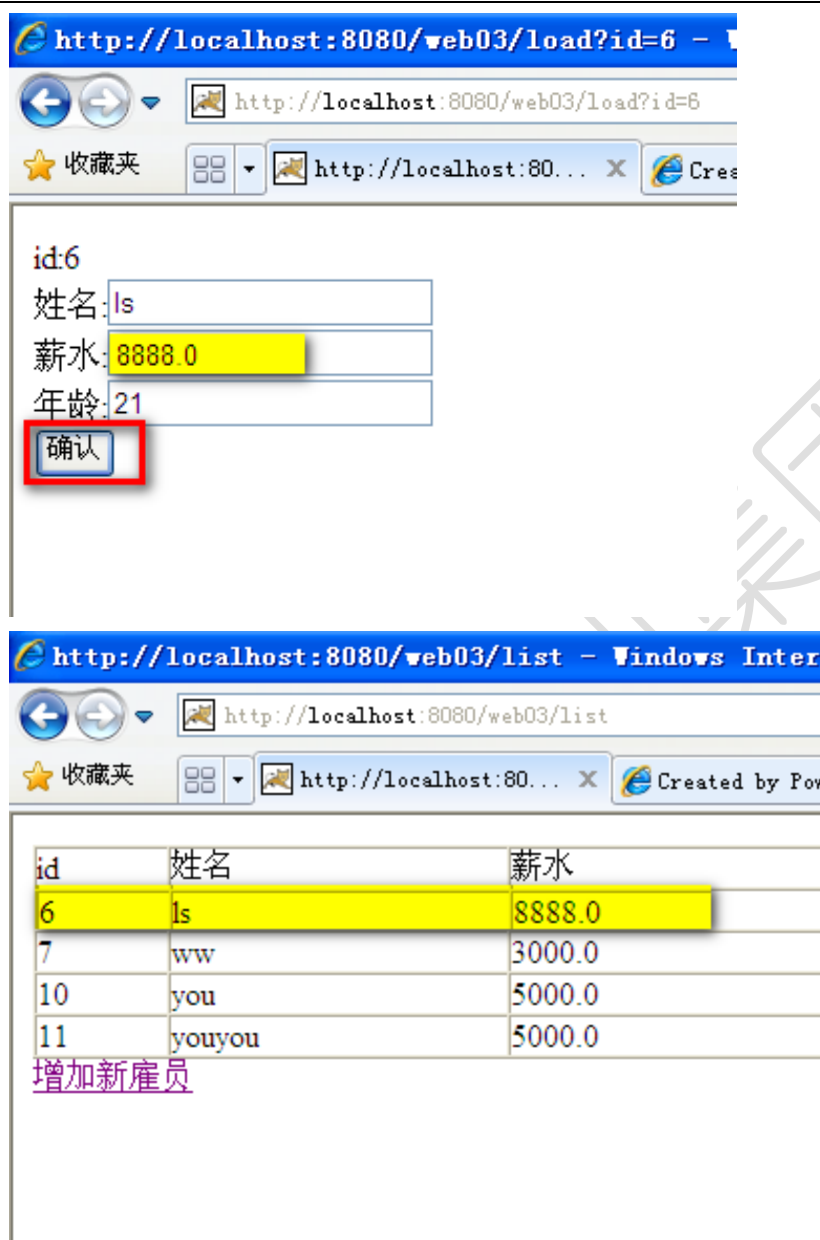 http://localhost:8080/web03/load?id=6 -
http://localhost:8080/web03/load?id=6
收藏夹
http://localhost:80... X
id:6
姓名:ls
薪水:8888.0
年龄:21
确认
http://localhost:8080/web03/list - Windows Inter
http://localhost:8080/web03/list
收藏夹
http://localhost:80... X Created by Pow
id 姓名 薪水
6 ls 8888.0
7 ww 3000.0
10 you 5000.0
11 youyou 5000.0
增加新雇员